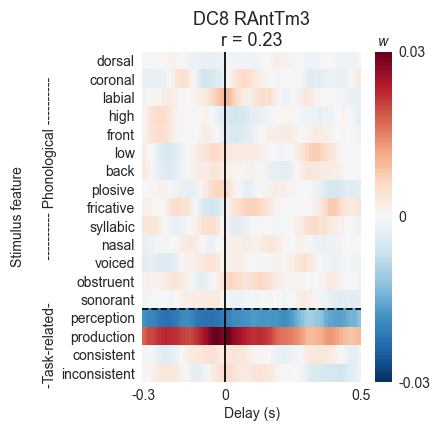 DC8 RAntTm3
r = 0.23
w
dorsal
coronal
labial
high
front
low
back
plosive
fricative
syllabic
nasal
voiced
obstruent
sonorant
perception
production
consistent
inconsistent
Stimulus feature
-Task-related- ----------- Phonological ----------
-0.3 0 0.5
Delay (s)
0.03
0
-0.03